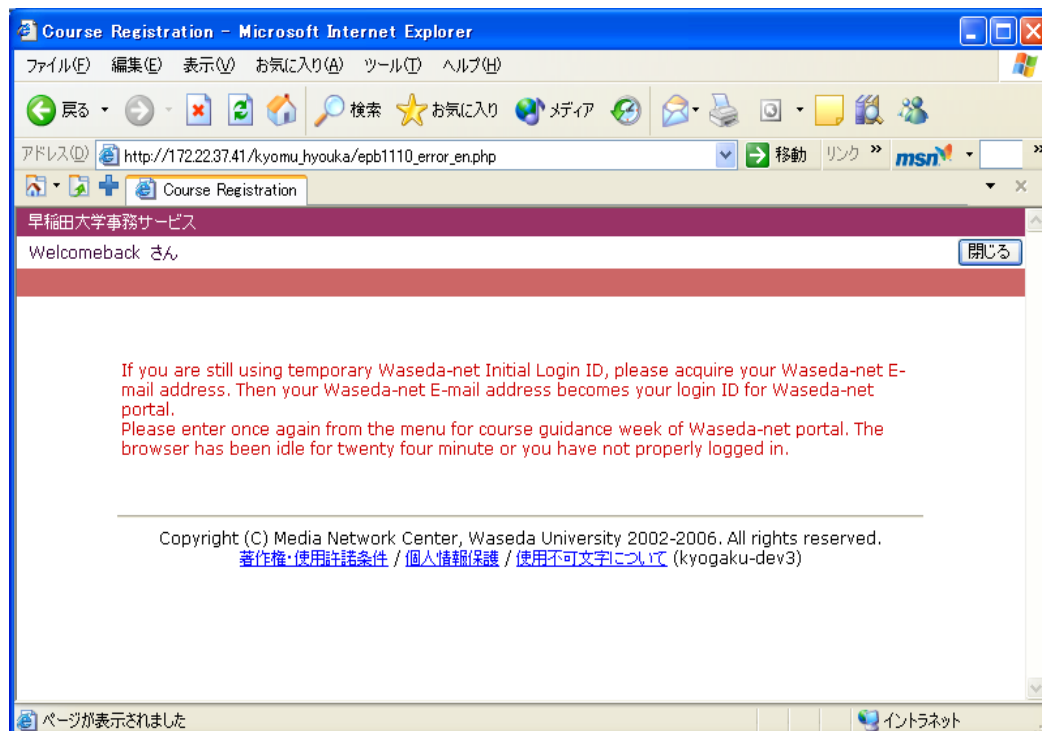 Course Registration - Microsoft Internet Explorer
ファイル(F) 編集(E) 表示(V) お気に入り(A) ツール(T) ヘルプ(H)
戻る 検索 お気に入り メディア
アドレス(D) http://172.22.37.41/kyomu_hyouka/epb1110_error_en.php 移動 リンク » msn »
Course Registration
早稲田大学事務サービス
Welcomeback さん 閉じる
If you are still using temporary Waseda-net Initial Login ID, please acquire your Waseda-net E-
mail address. Then your Waseda-net E-mail address becomes your login ID for Waseda-net
portal.
Please enter once again from the menu for course guidance week of Waseda-net portal. The
browser has been idle for twenty four minute or you have not properly logged in.
Copyright (C) Media Network Center, Waseda University 2002-2006. All rights reserved.
著作権・使用許諾条件 / 個人情報保護 / 使用不可文字について (kyogaku-dev3)
ページが表示されました イントラネット